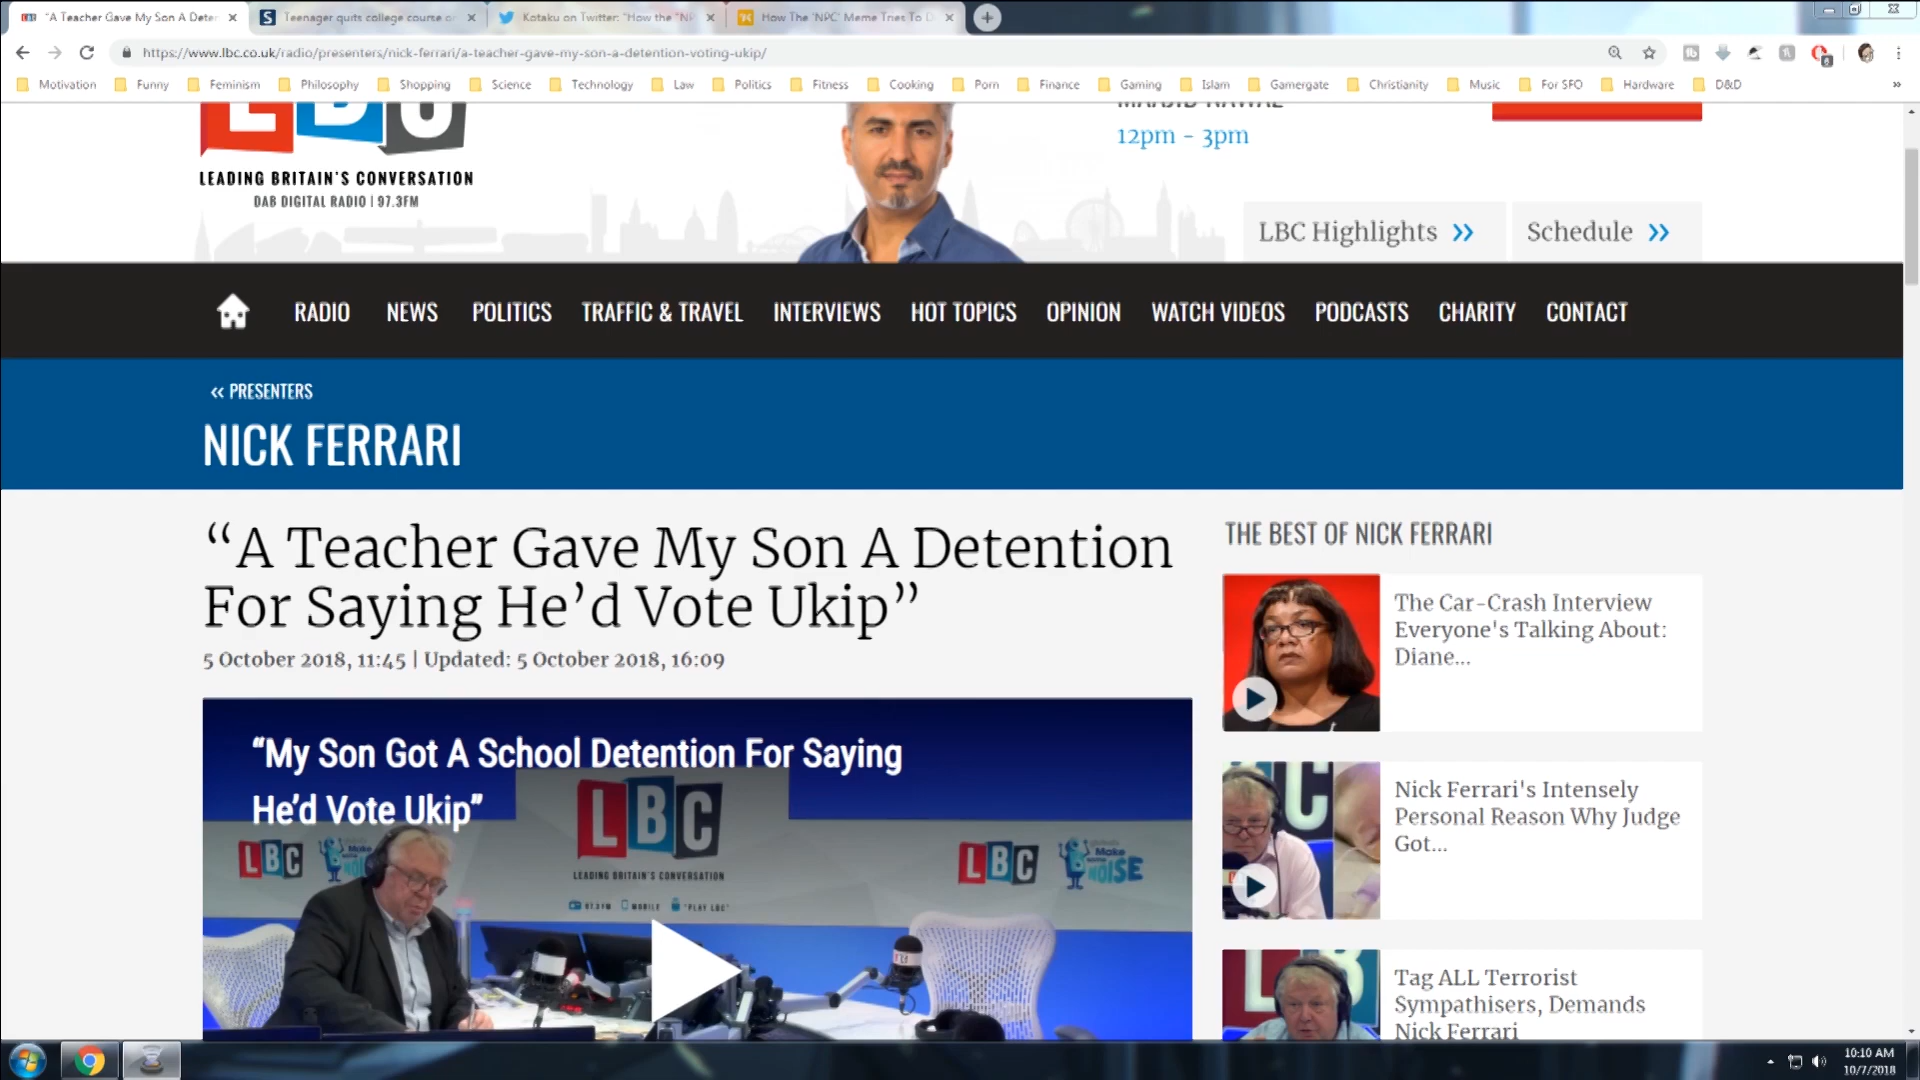 "A Teacher Gave My Son A Deter
Teenager quits college course o
Kotaku on Twitter: "How the "NP
How The 'NPC' Meme Tries To D
https://www.lbc.co.uk/radio/presenters/nick-ferrari/a-teacher-gave-my-son-a-detention-voting-ukip/
Motivation Funny Feminism Philosophy Shopping Science Technology Law Politics Fitness Cooking Porn Finance Gaming Islam Gamergate Christianity Music For SFO Hardware D&D
LBC
LEADING BRITAIN'S CONVERSATION
DAB DIGITAL RADIO | 97.3FM
MAAJID NAWAZ
12pm - 3pm
LBC Highlights
Schedule
RADIO NEWS POLITICS TRAFFIC & TRAVEL INTERVIEWS HOT TOPICS OPINION WATCH VIDEOS PODCASTS CHARITY CONTACT
« PRESENTERS
NICK FERRARI
“A Teacher Gave My Son A Detention
For Saying He’d Vote Ukip”
5 October 2018, 11:45 | Updated: 5 October 2018, 16:09
“My Son Got A School Detention For Saying
He’d Vote Ukip”
LBC
LEADING BRITAIN'S CONVERSATION
97.3FM MOBILE "PLAY LBC"
LBC
Make
NOISE
LBC
Make
NOISE
THE BEST OF NICK FERRARI
The Car-Crash Interview
Everyone's Talking About:
Diane...
Nick Ferrari's Intensely
Personal Reason Why Judge
Got...
Tag ALL Terrorist
Sympathisers, Demands
Nick Ferrari
10:10 AM
10/7/2018